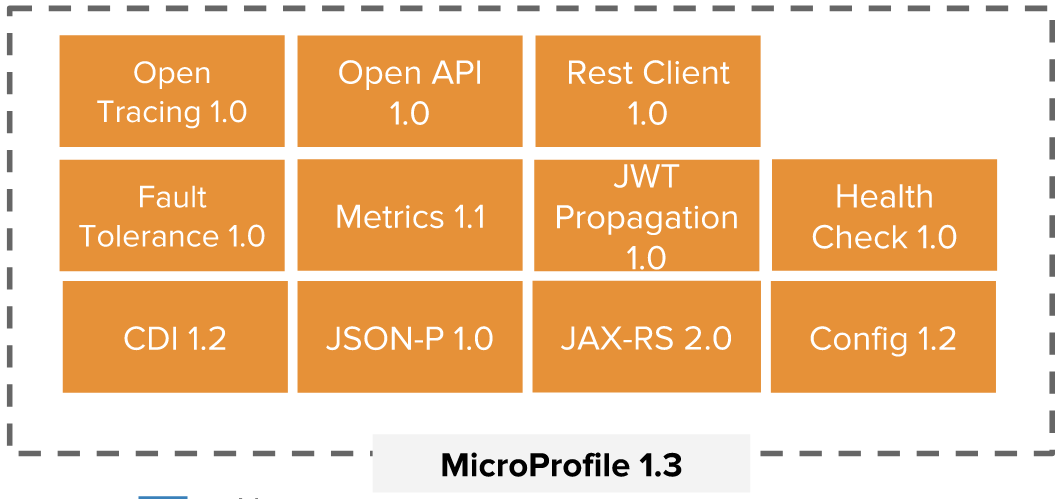 Open
Tracing 1.0
Open API
1.0
Rest Client
1.0
Fault
Tolerance 1.0
Metrics 1.1
JWT
Propagation
1.0
Health
Check 1.0
CDI 1.2
JSON-P 1.0
JAX-RS 2.0
Config 1.2
MicroProfile 1.3